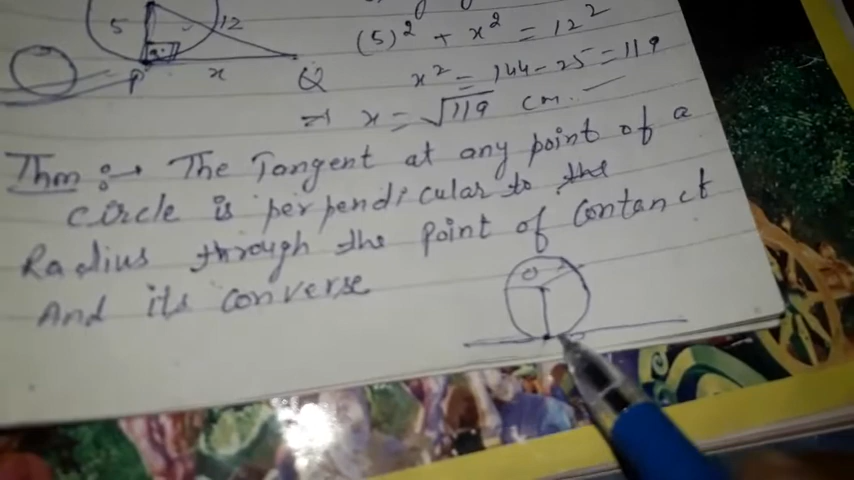 5
12
(5)² + x² = 12²
P
x
Q
x² = 144 - 25 = 119
⇒ x = √119 cm.
Thm :→ The Tangent at any point of a
circle is perpendicular to the
Radius through the point of Contanct
And its converse
O